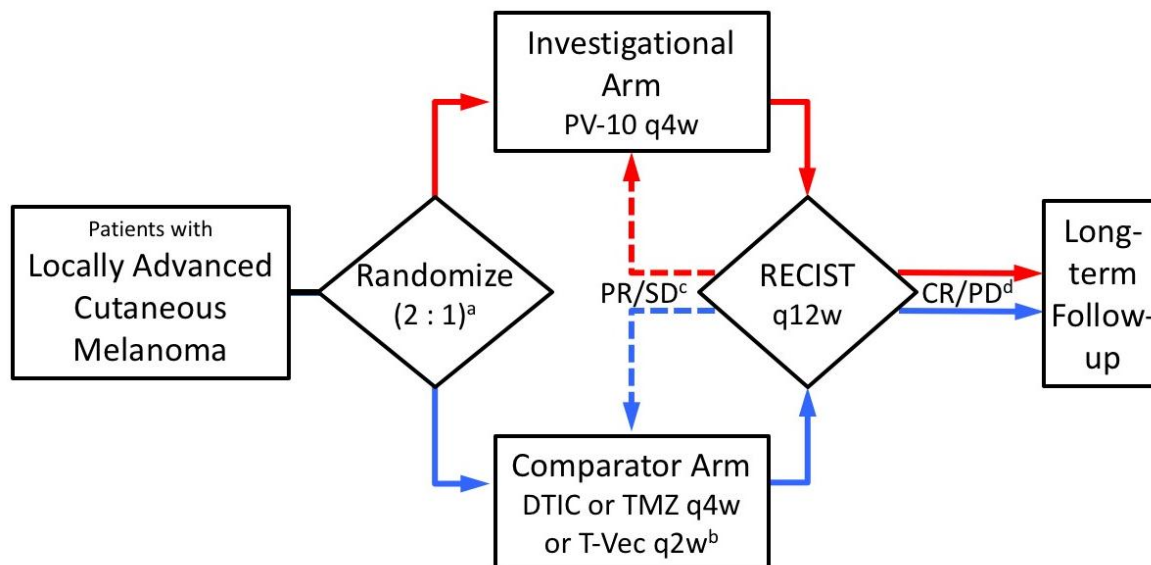 Patients with
Locally Advanced
Cutaneous
Melanoma
Randomize
(2 : 1)ᵃ
Investigational
Arm
PV-10 q4w
Comparator Arm
DTIC or TMZ q4w
or T-Vec q2wᵇ
PR/SDᶜ
RECIST
q12w
CR/PDᵈ
Long-
term
Follow-
up